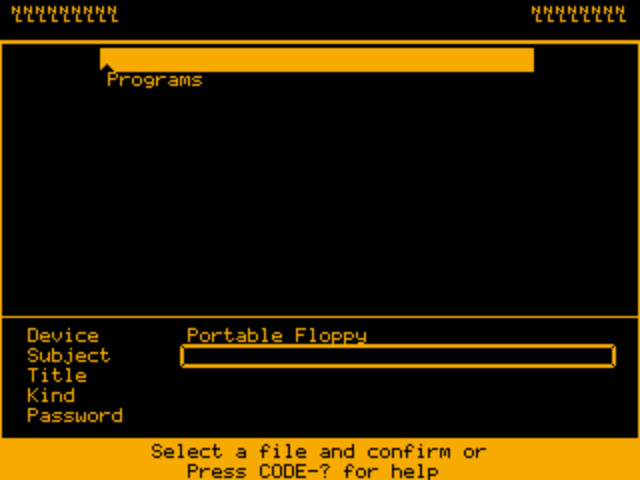 Programs
Device Portable Floppy
Subject
Title
Kind
Password
Select a file and confirm or
Press CODE-? for help